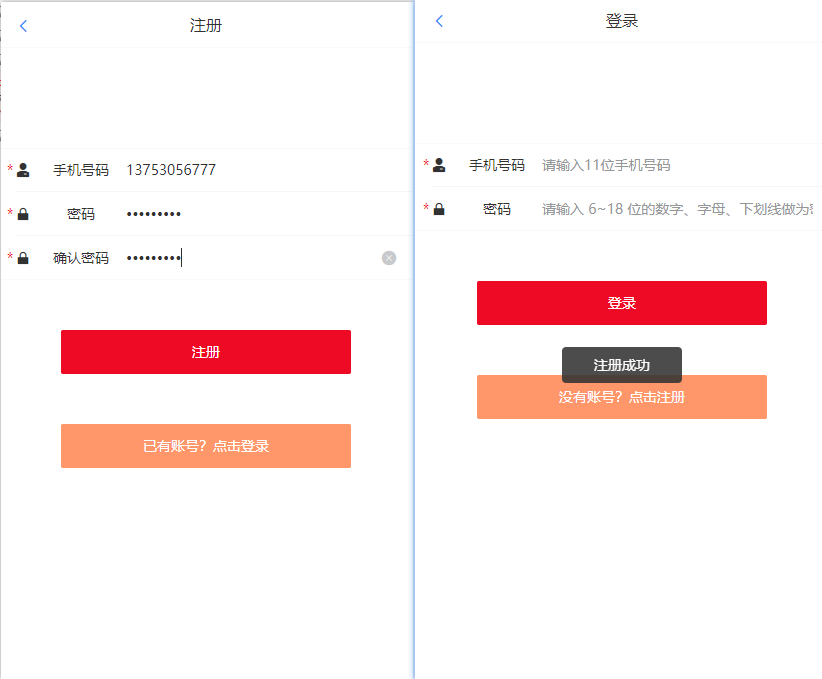 注册
* 手机号码 13753056777
* 密码 •••••••••
* 确认密码 •••••••••
注册
已有账号？点击登录
登录
* 手机号码 请输入11位手机号码
* 密码 请输入 6~18 位的数字、字母、下划线做为
登录
注册成功
没有账号？点击注册